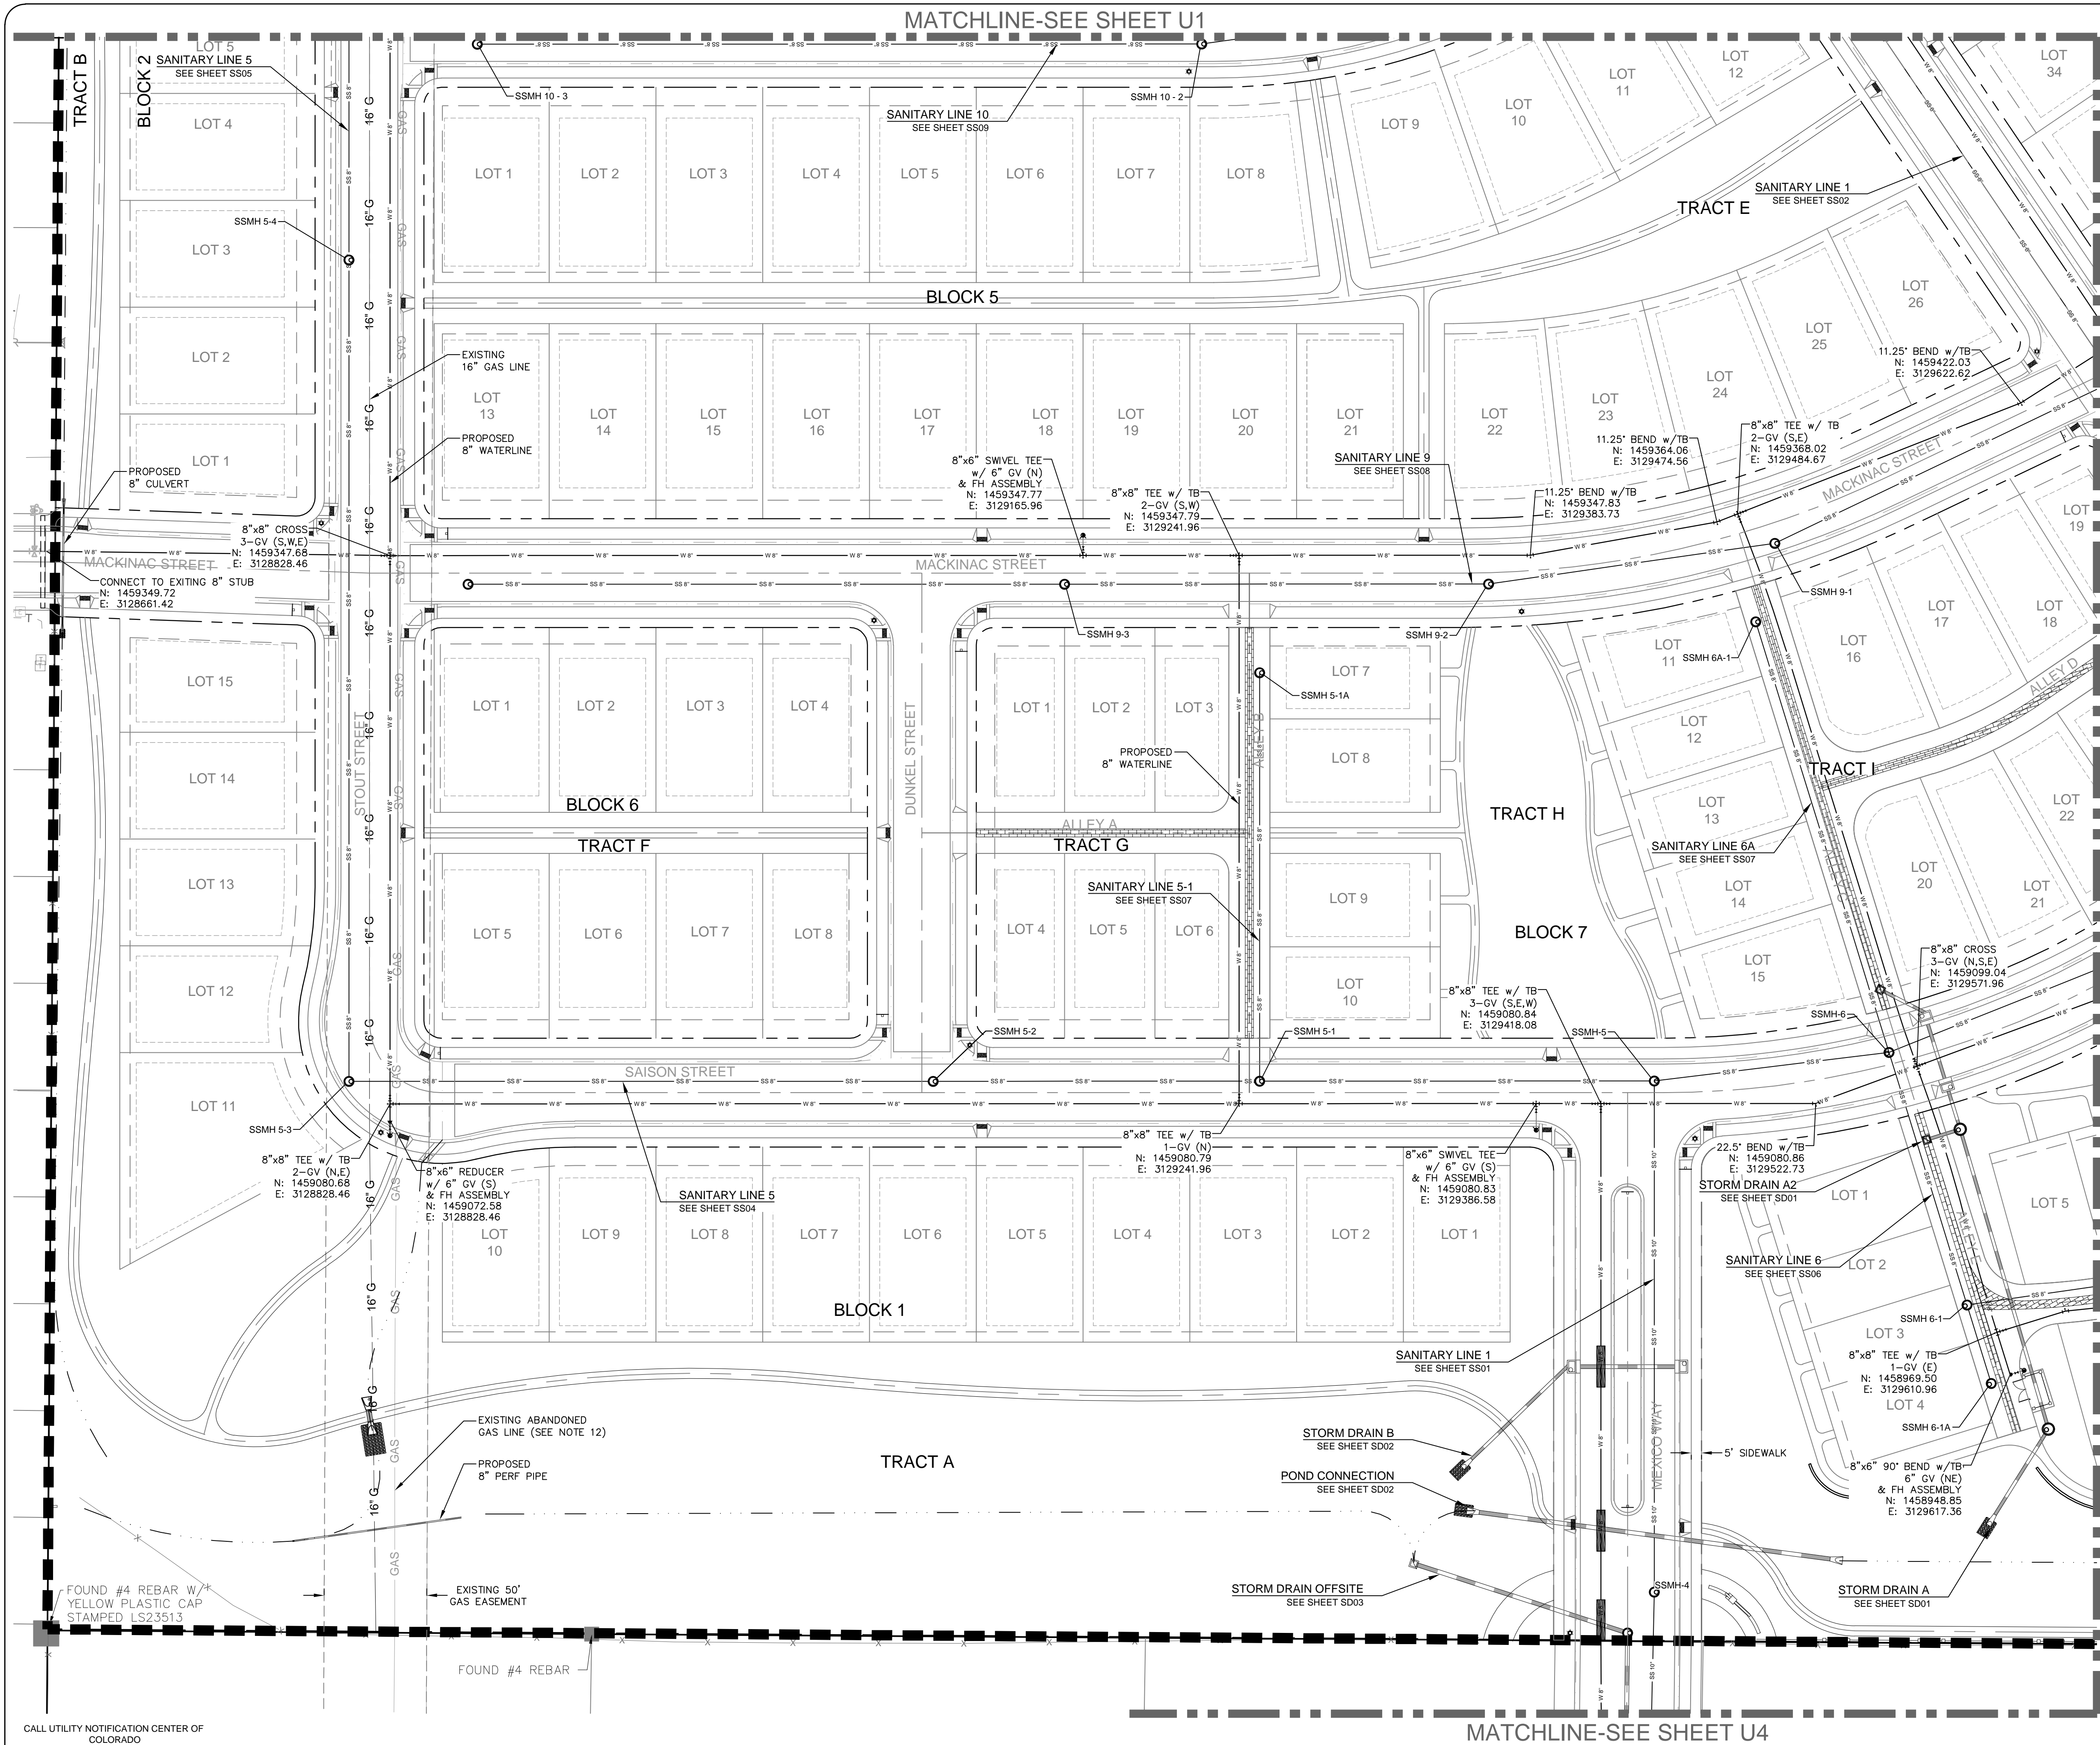 MATCHLINE-SEE SHEET U1
TRACT B
BLOCK 2
LOT 5
SANITARY LINE 5
SEE SHEET SS05
LOT 4
LOT 3
LOT 2
LOT 1
SSMH 5-4
SSMH 10 - 3
SSMH 10 - 2
SANITARY LINE 10
SEE SHEET SS09
LOT 1
LOT 2
LOT 3
LOT 4
LOT 5
LOT 6
LOT 7
LOT 8
LOT 9
LOT
10
LOT
11
LOT
12
LOT
34
SANITARY LINE 1
SEE SHEET SS02
TRACT E
BLOCK 5
EXISTING
16" GAS LINE
PROPOSED
8" WATERLINE
LOT
13
LOT
14
LOT
15
LOT
16
LOT
17
LOT
18
LOT
19
LOT
20
LOT
21
LOT
22
LOT
23
LOT
24
LOT
25
LOT
26
11.25° BEND w/TB
N: 1459422.03
E: 3129622.62
8"x8" TEE w/ TB
2-GV (S,E)
N: 1459368.02
E: 3129484.67
11.25° BEND w/TB
N: 1459364.06
E: 3129474.56
11.25° BEND w/TB
N: 1459347.83
E: 3129383.73
SANITARY LINE 9
SEE SHEET SS08
8"x6" SWIVEL TEE
w/ 6" GV (N)
& FH ASSEMBLY
N: 1459347.77
E: 3129165.96
8"x8" TEE w/ TB
2-GV (S,W)
N: 1459347.79
E: 3129241.96
PROPOSED
8" CULVERT
8"x8" CROSS
3-GV (S,W,E)
N: 1459347.68
E: 3128828.46
MACKINAC STREET
CONNECT TO EXITING 8" STUB
N: 1459349.72
E: 3128661.42
MACKINAC STREET
MACKINAC STREET
SSMH 9-3
SSMH 9-2
SSMH 9-1
SSMH 6A-1
SSMH 5-1A
LOT 15
LOT 14
LOT 13
LOT 12
LOT 11
STOUT STREET
16" G
GAS
W 8"
SS 8"
LOT 1
LOT 2
LOT 3
LOT 4
BLOCK 6
TRACT F
LOT 5
LOT 6
LOT 7
LOT 8
DUNKEL STREET
LOT 1
LOT 2
LOT 3
PROPOSED
8" WATERLINE
ALLEY A
ALLEY B
TRACT G
SANITARY LINE 5-1
SEE SHEET SS07
LOT 4
LOT 5
LOT 6
LOT 7
LOT 8
LOT 9
LOT
10
TRACT H
BLOCK 7
LOT
11
LOT
12
LOT
13
LOT
14
LOT
15
SANITARY LINE 6A
SEE SHEET SS07
TRACT I
ALLEY D
LOT
16
LOT
17
LOT
18
LOT
19
LOT
20
LOT
21
LOT
22
8"x8" CROSS
3-GV (N,S,E)
N: 1459099.04
E: 3129571.96
8"x8" TEE w/ TB
3-GV (S,E,W)
N: 1459080.84
E: 3129418.08
SSMH-5
SSMH-6
SSMH 5-1
SSMH 5-2
SAISON STREET
SSMH 5-3
8"x8" TEE w/ TB
2-GV (N,E)
N: 1459080.68
E: 3128828.46
8"x6" REDUCER
w/ 6" GV (S)
& FH ASSEMBLY
N: 1459072.58
E: 3128828.46
SANITARY LINE 5
SEE SHEET SS04
8"x8" TEE w/ TB
1-GV (N)
N: 1459080.79
E: 3129241.96
8"x6" SWIVEL TEE
w/ 6" GV (S)
& FH ASSEMBLY
N: 1459080.83
E: 3129386.58
22.5° BEND w/TB
N: 1459080.86
E: 3129522.73
STORM DRAIN A2
SEE SHEET SD01
LOT
10
LOT 9
LOT 8
LOT 7
LOT 6
LOT 5
LOT 4
LOT 3
LOT 2
LOT 1
BLOCK 1
LOT 1
LOT 2
LOT 3
LOT 4
LOT 5
SANITARY LINE 6
SEE SHEET SS06
SSMH 6-1
8"x8" TEE w/ TB
1-GV (E)
N: 1458969.50
E: 3129610.96
SSMH 6-1A
8"x6" 90° BEND w/TB
6" GV (NE)
& FH ASSEMBLY
N: 1458948.85
E: 3129617.36
SANITARY LINE 1
SEE SHEET SS01
SS 10"
MEXICO WAY
5' SIDEWALK
EXISTING ABANDONED
GAS LINE (SEE NOTE 12)
PROPOSED
8" PERF PIPE
TRACT A
STORM DRAIN B
SEE SHEET SD02
POND CONNECTION
SEE SHEET SD02
STORM DRAIN OFFSITE
SEE SHEET SD03
SSMH-4
STORM DRAIN A
SEE SHEET SD01
FOUND #4 REBAR W/
YELLOW PLASTIC CAP
STAMPED LS23513
EXISTING 50'
GAS EASEMENT
FOUND #4 REBAR
CALL UTILITY NOTIFICATION CENTER OF
COLORADO
MATCHLINE-SEE SHEET U4